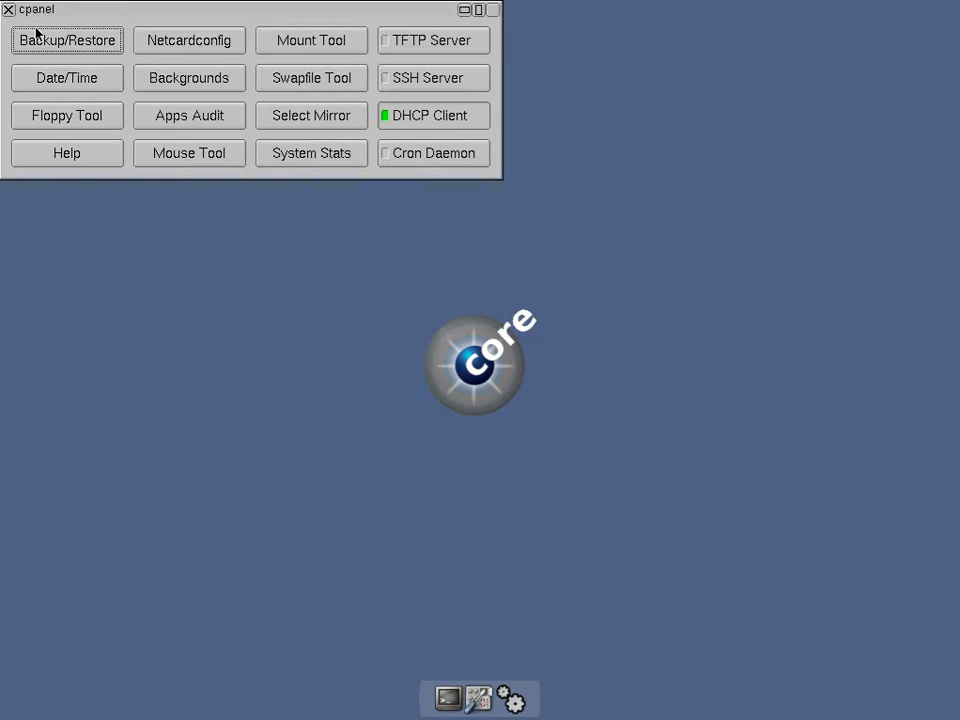 cpanel
Backup/Restore Netcardconfig Mount Tool TFTP Server
Date/Time Backgrounds Swapfile Tool SSH Server
Floppy Tool Apps Audit Select Mirror DHCP Client
Help Mouse Tool System Stats Cron Daemon
core